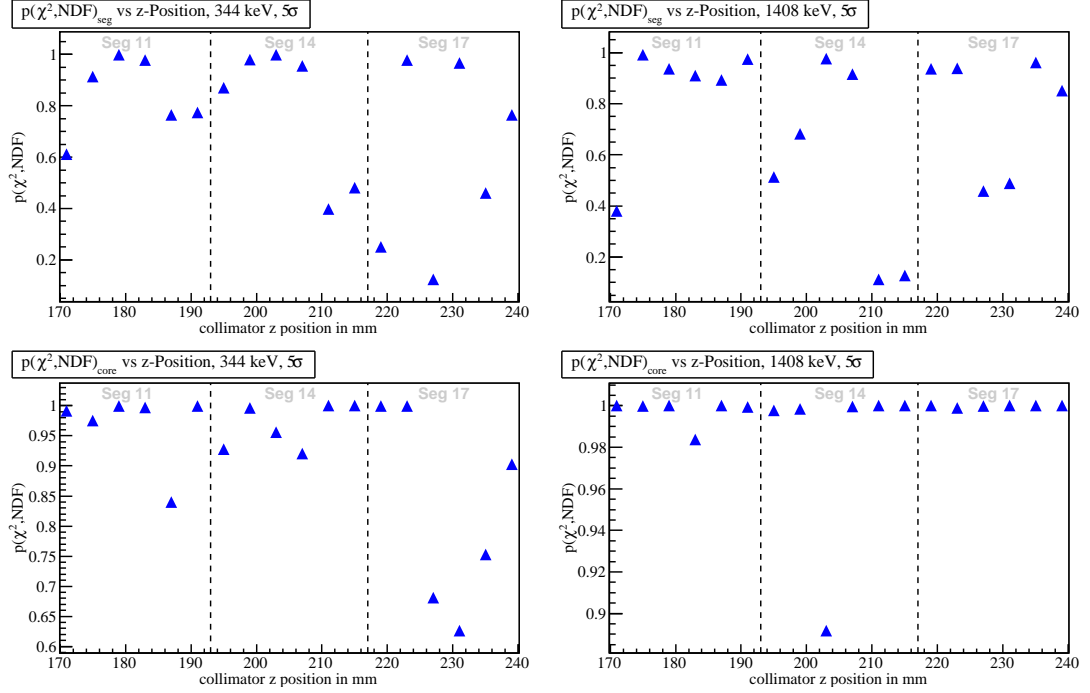 p(χ²,NDF)seg vs z-Position, 344 keV, 5σ
Seg 11 Seg 14 Seg 17
p(χ²,NDF)
1
0.8
0.6
0.4
0.2
170 180 190 200 210 220 230 240
collimator z position in mm
p(χ²,NDF)seg vs z-Position, 1408 keV, 5σ
Seg 11 Seg 14 Seg 17
p(χ²,NDF)
1
0.8
0.6
0.4
0.2
170 180 190 200 210 220 230 240
collimator z position in mm
p(χ²,NDF)core vs z-Position, 344 keV, 5σ
Seg 11 Seg 14 Seg 17
p(χ²,NDF)
1
0.95
0.9
0.85
0.8
0.75
0.7
0.65
0.6
170 180 190 200 210 220 230 240
collimator z position in mm
p(χ²,NDF)core vs z-Position, 1408 keV, 5σ
Seg 11 Seg 14 Seg 17
p(χ²,NDF)
1
0.98
0.96
0.94
0.92
0.9
170 180 190 200 210 220 230 240
collimator z position in mm